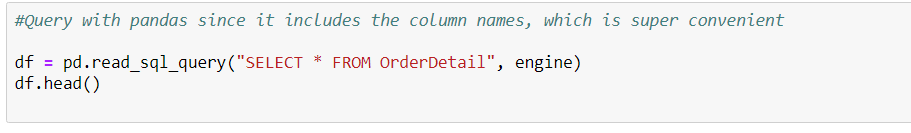 #Query with pandas since it includes the column names, which is super convenient
df = pd.read_sql_query("SELECT * FROM OrderDetail", engine)
df.head()